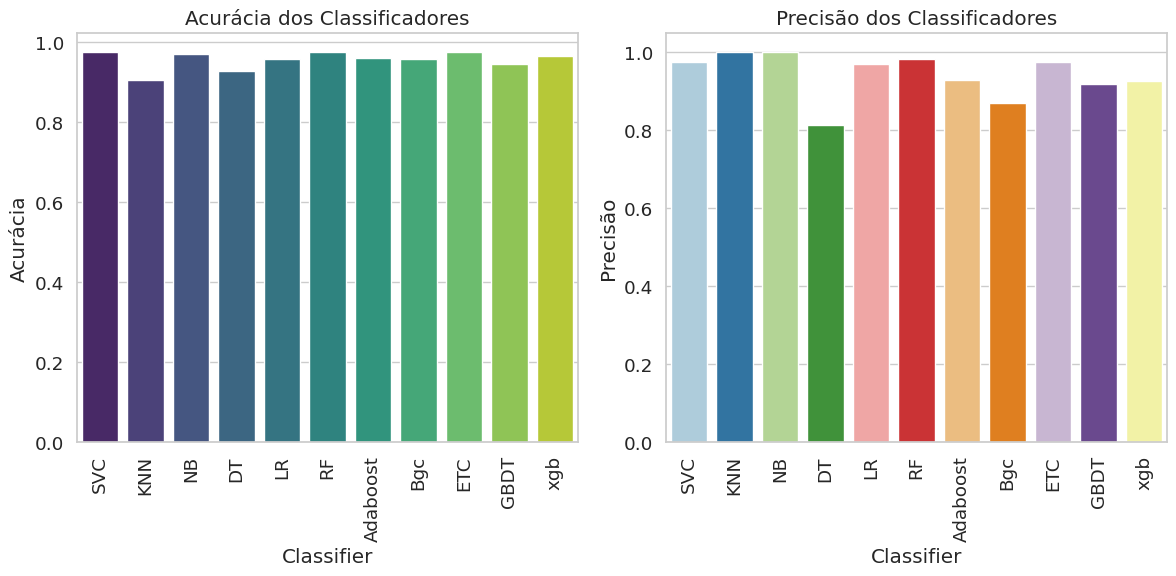 Acurácia dos Classificadores
Acurácia
1.0
0.8
0.6
0.4
0.2
0.0
SVC
KNN
NB
DT
LR
RF
Adaboost
Bgc
ETC
GBDT
xgb
Classifier
Precisão dos Classificadores
Precisão
1.0
0.8
0.6
0.4
0.2
0.0
SVC
KNN
NB
DT
LR
RF
Adaboost
Bgc
ETC
GBDT
xgb
Classifier